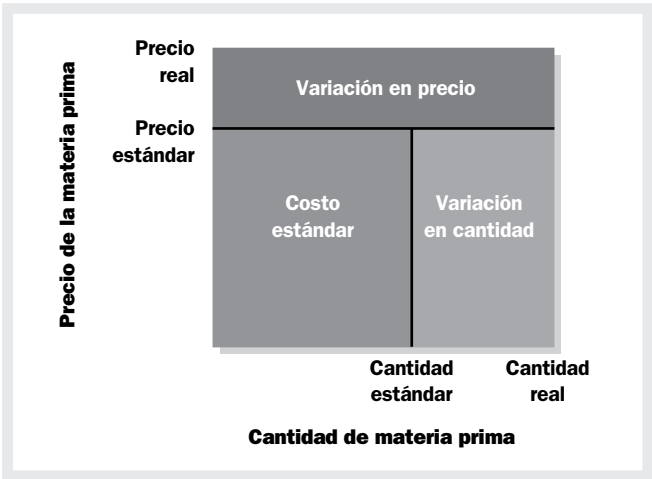 Precio
real
Variación en precio
Precio
estándar
Precio de la materia prima
Costo
estándar
Variación
en cantidad
Cantidad
estándar
Cantidad
real
Cantidad de materia prima